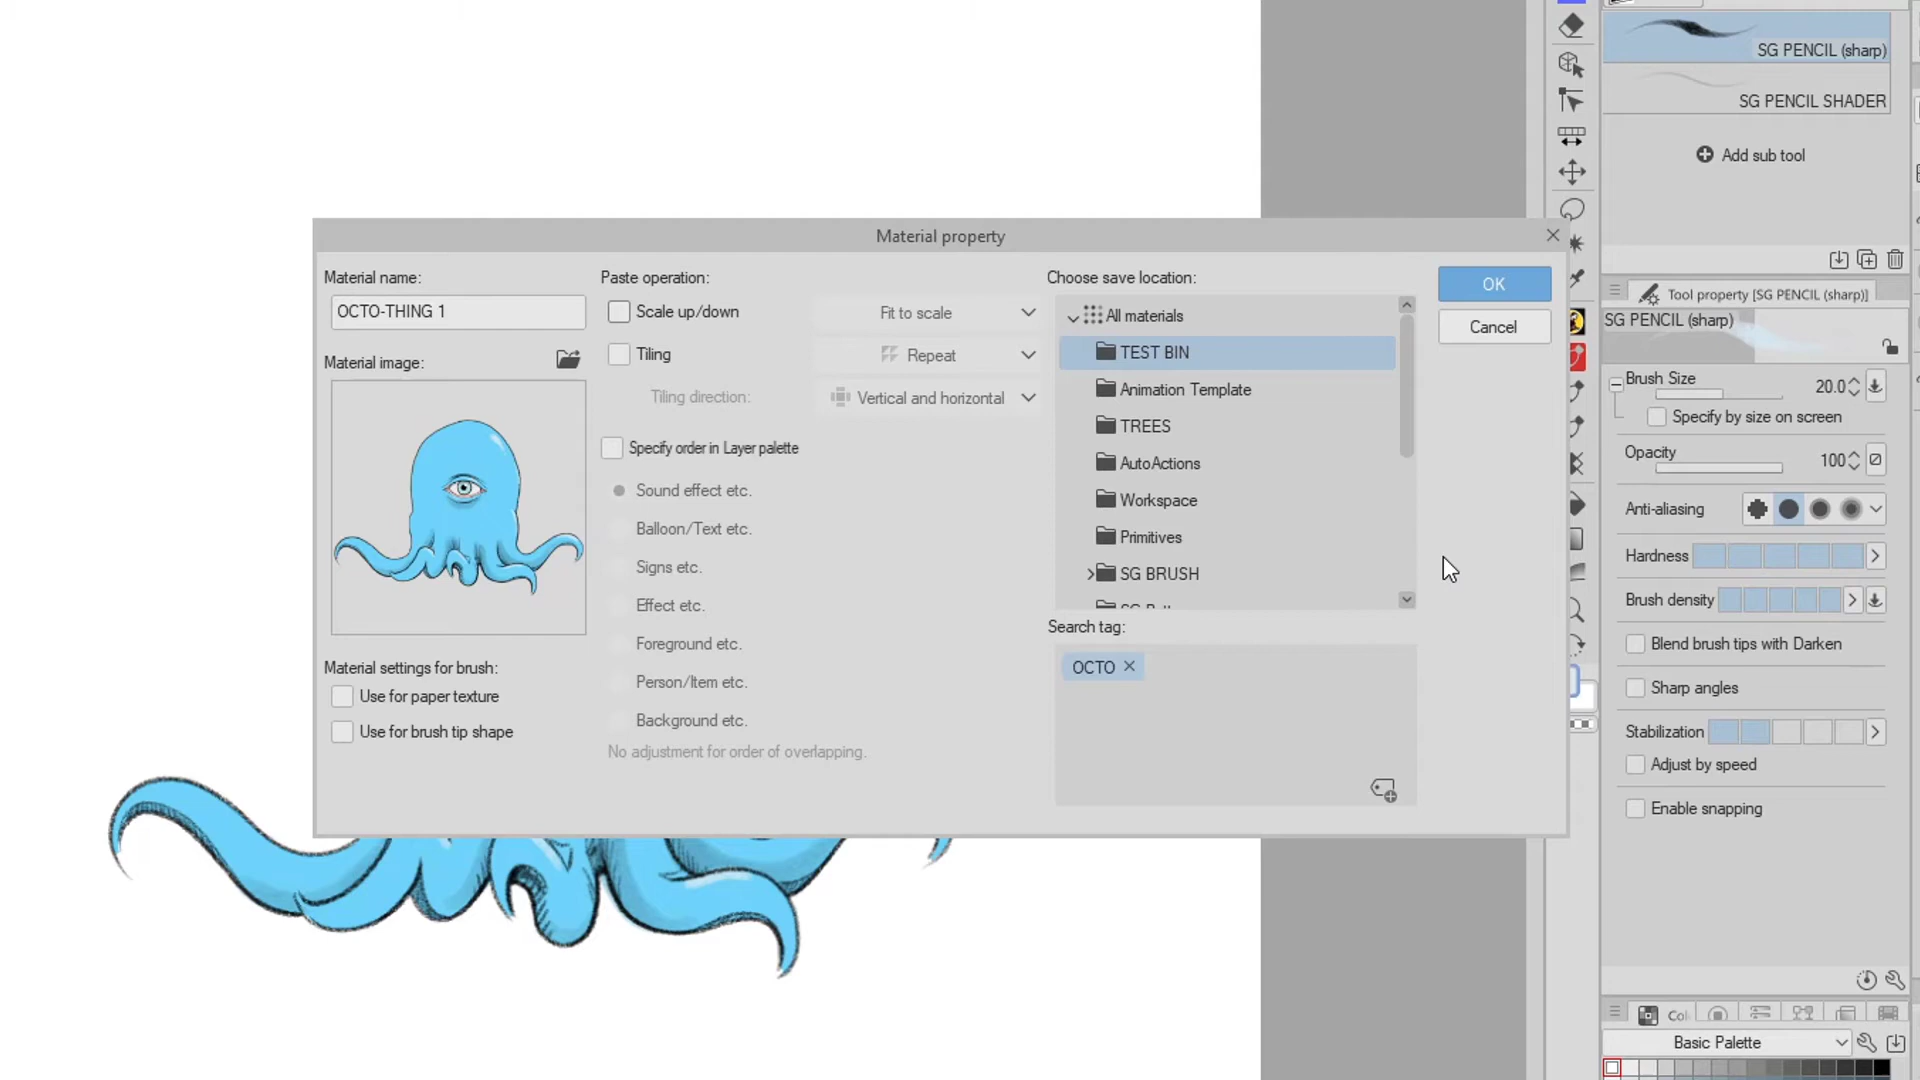 SG PENCIL (sharp)
SG PENCIL SHADER
Add sub tool
Material property
Material name:
OCTO-THING 1
Material image:
Material settings for brush:
Use for paper texture
Use for brush tip shape
Paste operation:
Scale up/down
Fit to scale
Tiling
Repeat
Tiling direction:
Vertical and horizontal
Specify order in Layer palette
Sound effect etc.
Balloon/Text etc.
Signs etc.
Effect etc.
Foreground etc.
Person/Item etc.
Background etc.
No adjustment for order of overlapping.
Choose save location:
All materials
TEST BIN
Animation Template
TREES
AutoActions
Workspace
Primitives
SG BRUSH
Search tag:
OCTO
OK
Cancel
Tool property [SG PENCIL (sharp)]
SG PENCIL (sharp)
Brush Size
20.0
Specify by size on screen
Opacity
100
Anti-aliasing
Hardness
Brush density
Blend brush tips with Darken
Sharp angles
Stabilization
Adjust by speed
Enable snapping
Basic Palette